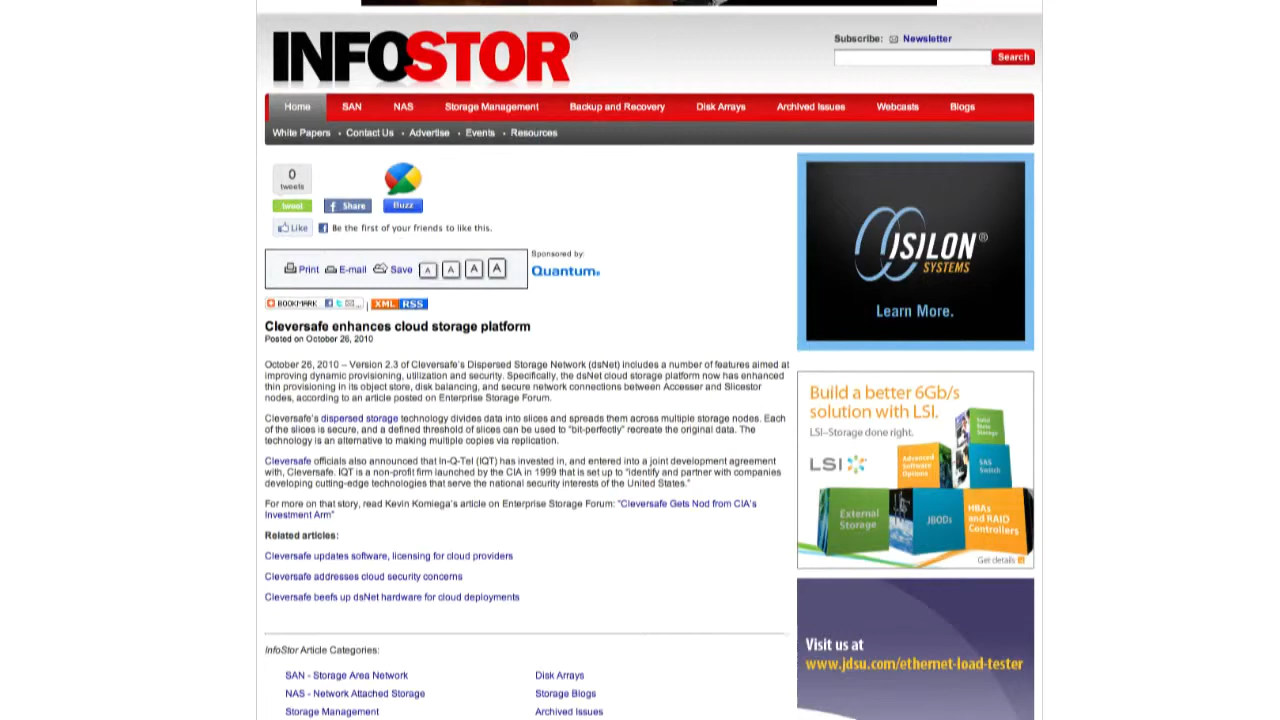 INFOSTOR®
Subscribe: Newsletter
Search
Home SAN NAS Storage Management Backup and Recovery Disk Arrays Archived Issues Webcasts Blogs
White Papers • Contact Us • Advertise • Events • Resources
0
tweets
tweet Share Buzz
Like Be the first of your friends to like this.
Print E-mail Save A A A A
Sponsored by:
Quantum.
BOOKMARK | XML RSS
Cleversafe enhances cloud storage platform
Posted on October 26, 2010
October 26, 2010 – Version 2.3 of Cleversafe's Dispersed Storage Network (dsNet) includes a number of features aimed at
improving dynamic provisioning, utilization and security. Specifically, the dsNet cloud storage platform now has enhanced
thin provisioning in its object store, disk balancing, and secure network connections between Accesser and Slicestor
nodes, according to an article posted on Enterprise Storage Forum.
Cleversafe's dispersed storage technology divides data into slices and spreads them across multiple storage nodes. Each
of the slices is secure, and a defined threshold of slices can be used to "bit-perfectly" recreate the original data. The
technology is an alternative to making multiple copies via replication.
Cleversafe officials also announced that In-Q-Tel (IQT) has invested in, and entered into a joint development agreement
with, Cleversafe. IQT is a non-profit firm launched by the CIA in 1999 that is set up to "identify and partner with companies
developing cutting-edge technologies that serve the national security interests of the United States."
For more on that story, read Kevin Komiega's article on Enterprise Storage Forum: "Cleversafe Gets Nod from CIA's
Investment Arm"
Related articles:
Cleversafe updates software, licensing for cloud providers
Cleversafe addresses cloud security concerns
Cleversafe beefs up dsNet hardware for cloud deployments
InfoStor Article Categories:
SAN - Storage Area Network
NAS - Network Attached Storage
Storage Management
Disk Arrays
Storage Blogs
Archived Issues
ISILON®
SYSTEMS
Learn More.
Build a better 6Gb/s
solution with LSI.
LSI–Storage done right.
LSI
Solid
State
Storage
Advanced
Software
Options
SAS
Switch
External
Storage
JBODs
HBAs
and RAID
Controllers
Get details
Visit us at
www.jdsu.com/ethernet-load-tester